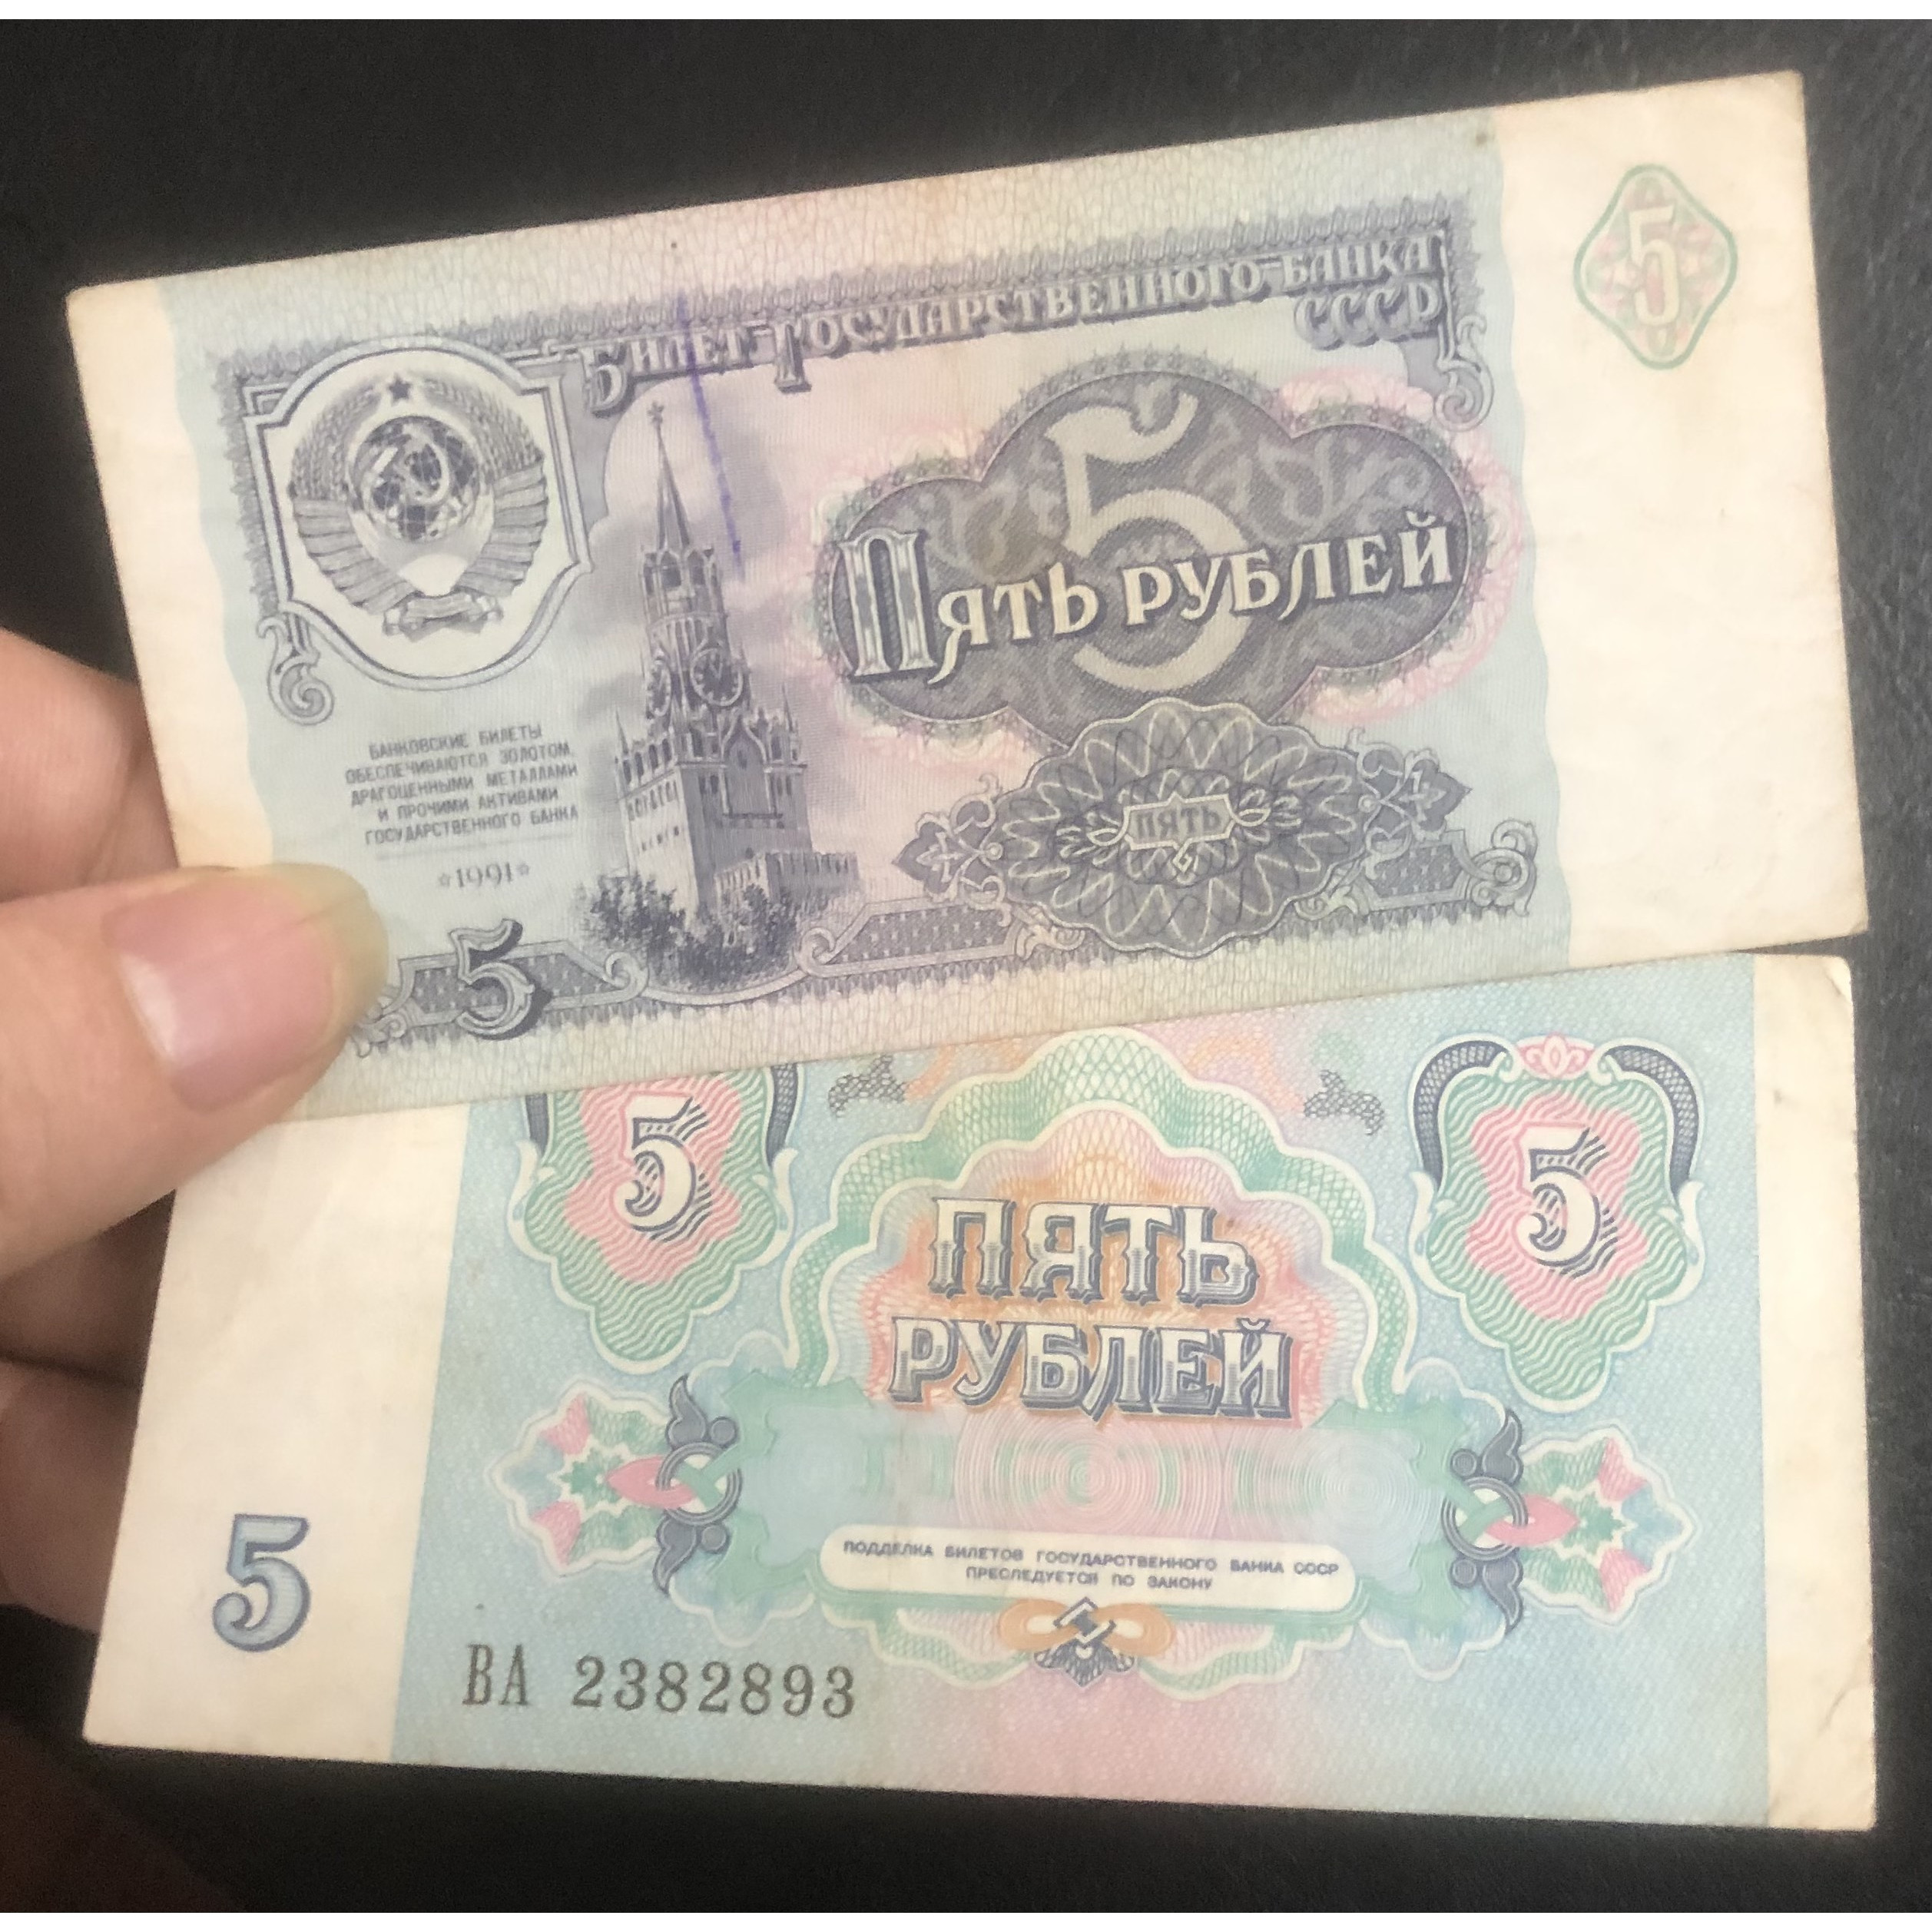 Билет Государственного Банка
СССР
5
5
Пять рублей
БАНКОВСКИЕ БИЛЕТЫ
ОБЕСПЕЧИВАЮТСЯ ЗОЛОТОМ,
ДРАГОЦЕННЫМИ МЕТАЛЛАМИ
И ПРОЧИМИ АКТИВАМИ
ГОСУДАРСТВЕННОГО БАНКА
1991
ПЯТЬ
5
5
5
ПЯТЬ
РУБЛЕЙ
ПОДДЕЛКА БИЛЕТОВ ГОСУДАРСТВЕННОГО БАНКА СССР
ПРЕСЛЕДУЕТСЯ ПО ЗАКОНУ
5
ВА 2382893